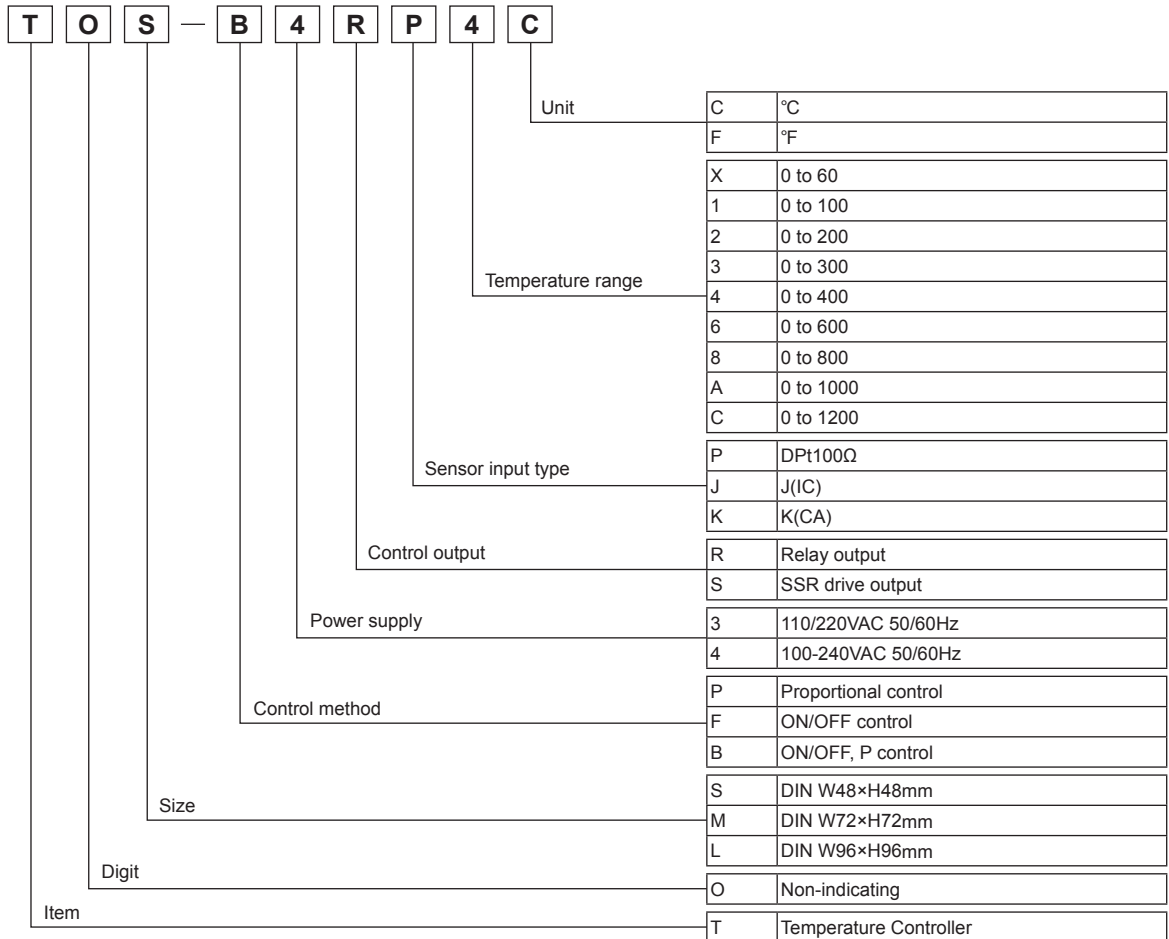 T O S — B 4 R P 4 C
Unit
C ℃
F ℉
X 0 to 60
1 0 to 100
2 0 to 200
3 0 to 300
Temperature range
4 0 to 400
6 0 to 600
8 0 to 800
A 0 to 1000
C 0 to 1200
P DPt100Ω
Sensor input type
J J(IC)
K K(CA)
Control output
R Relay output
S SSR drive output
Power supply
3 110/220VAC 50/60Hz
4 100-240VAC 50/60Hz
P Proportional control
Control method
F ON/OFF control
B ON/OFF, P control
S DIN W48×H48mm
Size
M DIN W72×H72mm
L DIN W96×H96mm
Digit
O Non-indicating
Item
T Temperature Controller